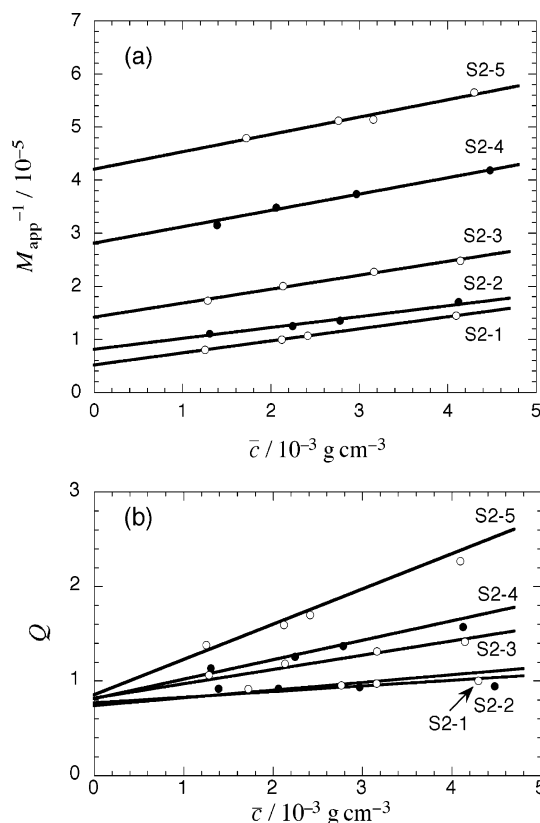 (a)
7
6
5
4
3
2
1
0
M_app⁻¹ / 10⁻⁵
S2-5
S2-4
S2-3
S2-2
S2-1
0 1 2 3 4 5
c̄ / 10⁻³ g cm⁻³
(b)
3
2
1
0
Q
S2-5
S2-4
S2-3
S2-2
S2-1
0 1 2 3 4 5
c̄ / 10⁻³ g cm⁻³